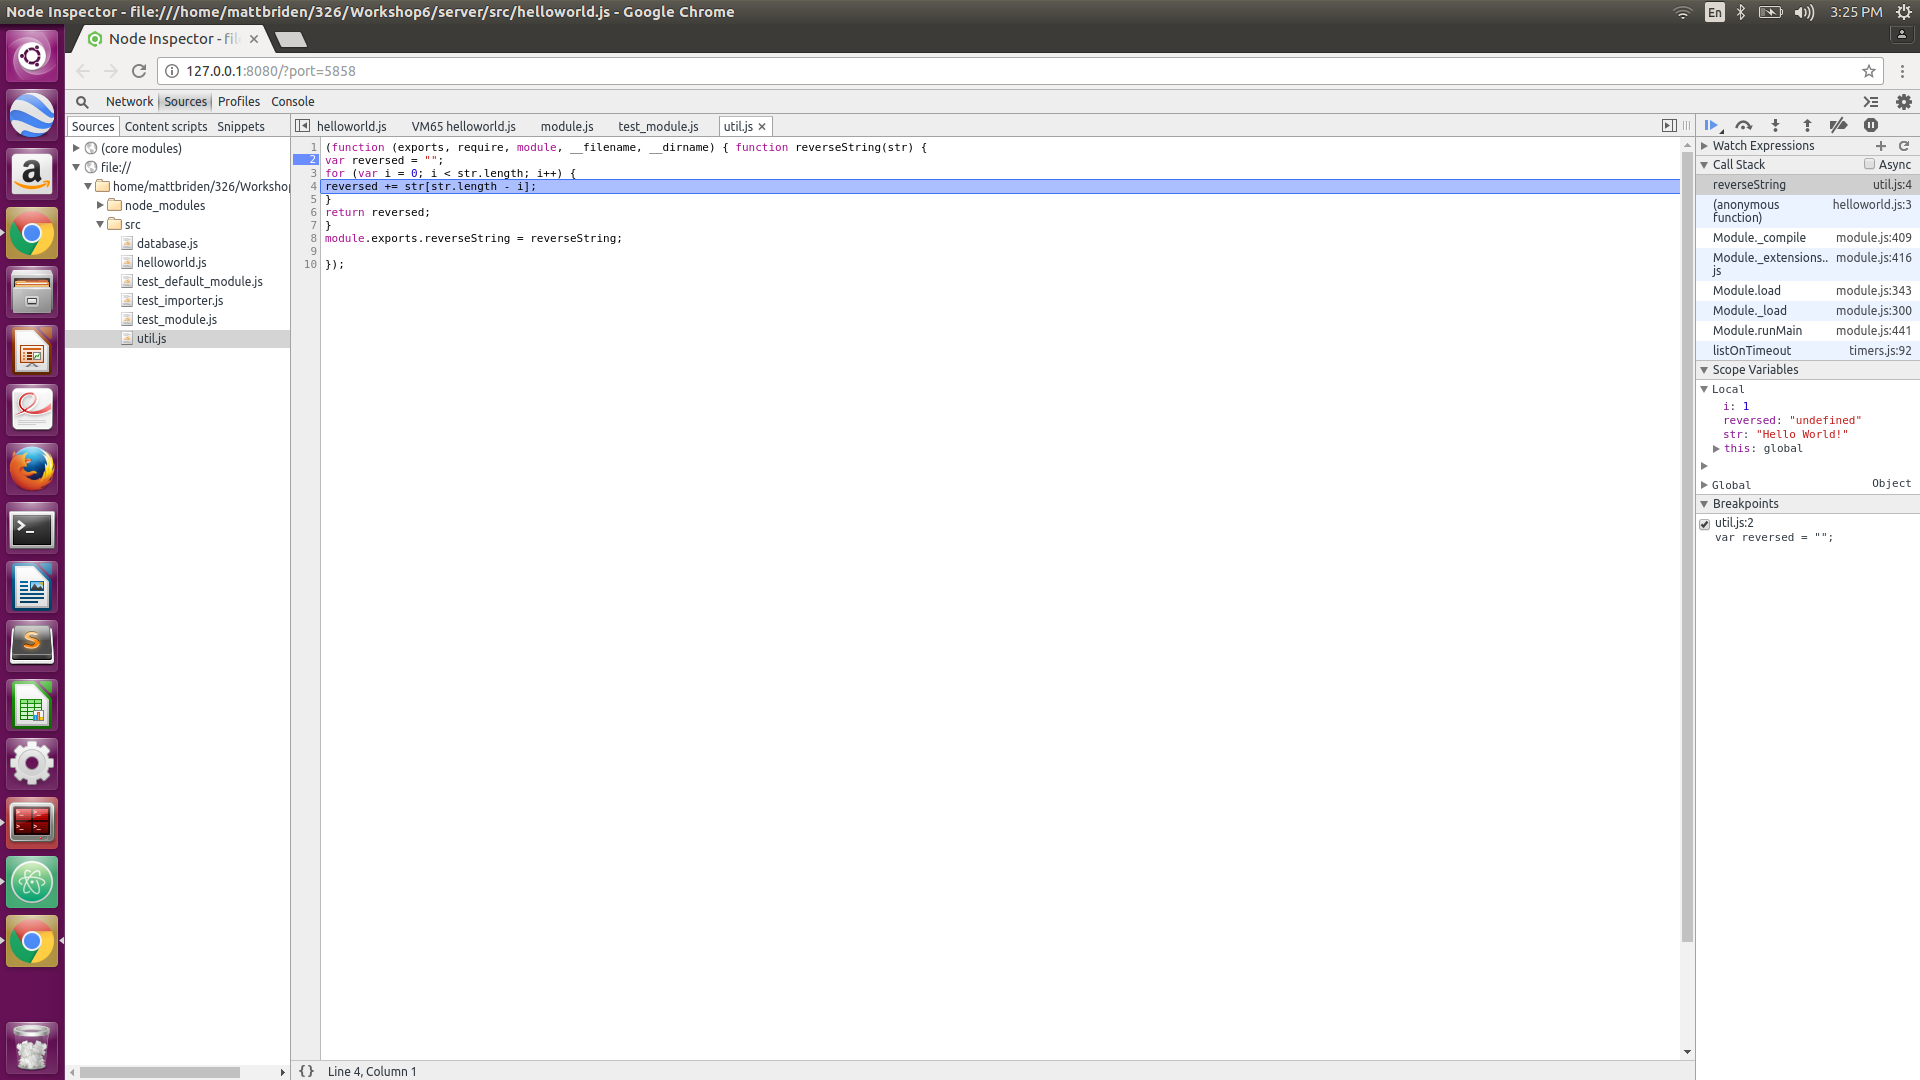 Node Inspector - file:///home/mattbriden/326/Workshop6/server/src/helloworld.js - Google Chrome
En
3:25 PM
Node Inspector - fil
127.0.0.1:8080/?port=5858
Network Sources Profiles Console
Sources Content scripts Snippets
helloworld.js VM65 helloworld.js module.js test_module.js util.js
(core modules)
file://
home/mattbriden/326/Workshop
node_modules
src
database.js
helloworld.js
test_default_module.js
test_importer.js
test_module.js
util.js
1 (function (exports, require, module, __filename, __dirname) { function reverseString(str) {
2 var reversed = "";
3 for (var i = 0; i < str.length; i++) {
4 reversed += str[str.length - i];
5 }
6 return reversed;
7 }
8 module.exports.reverseString = reverseString;
9
10 });
Watch Expressions
Call Stack Async
reverseString util.js:4
(anonymous function) helloworld.js:3
Module._compile module.js:409
Module._extensions..js module.js:416
Module.load module.js:343
Module._load module.js:300
Module.runMain module.js:441
listOnTimeout timers.js:92
Scope Variables
Local
i: 1
reversed: "undefined"
str: "Hello World!"
this: global
Global Object
Breakpoints
util.js:2
var reversed = "";
{} Line 4, Column 1